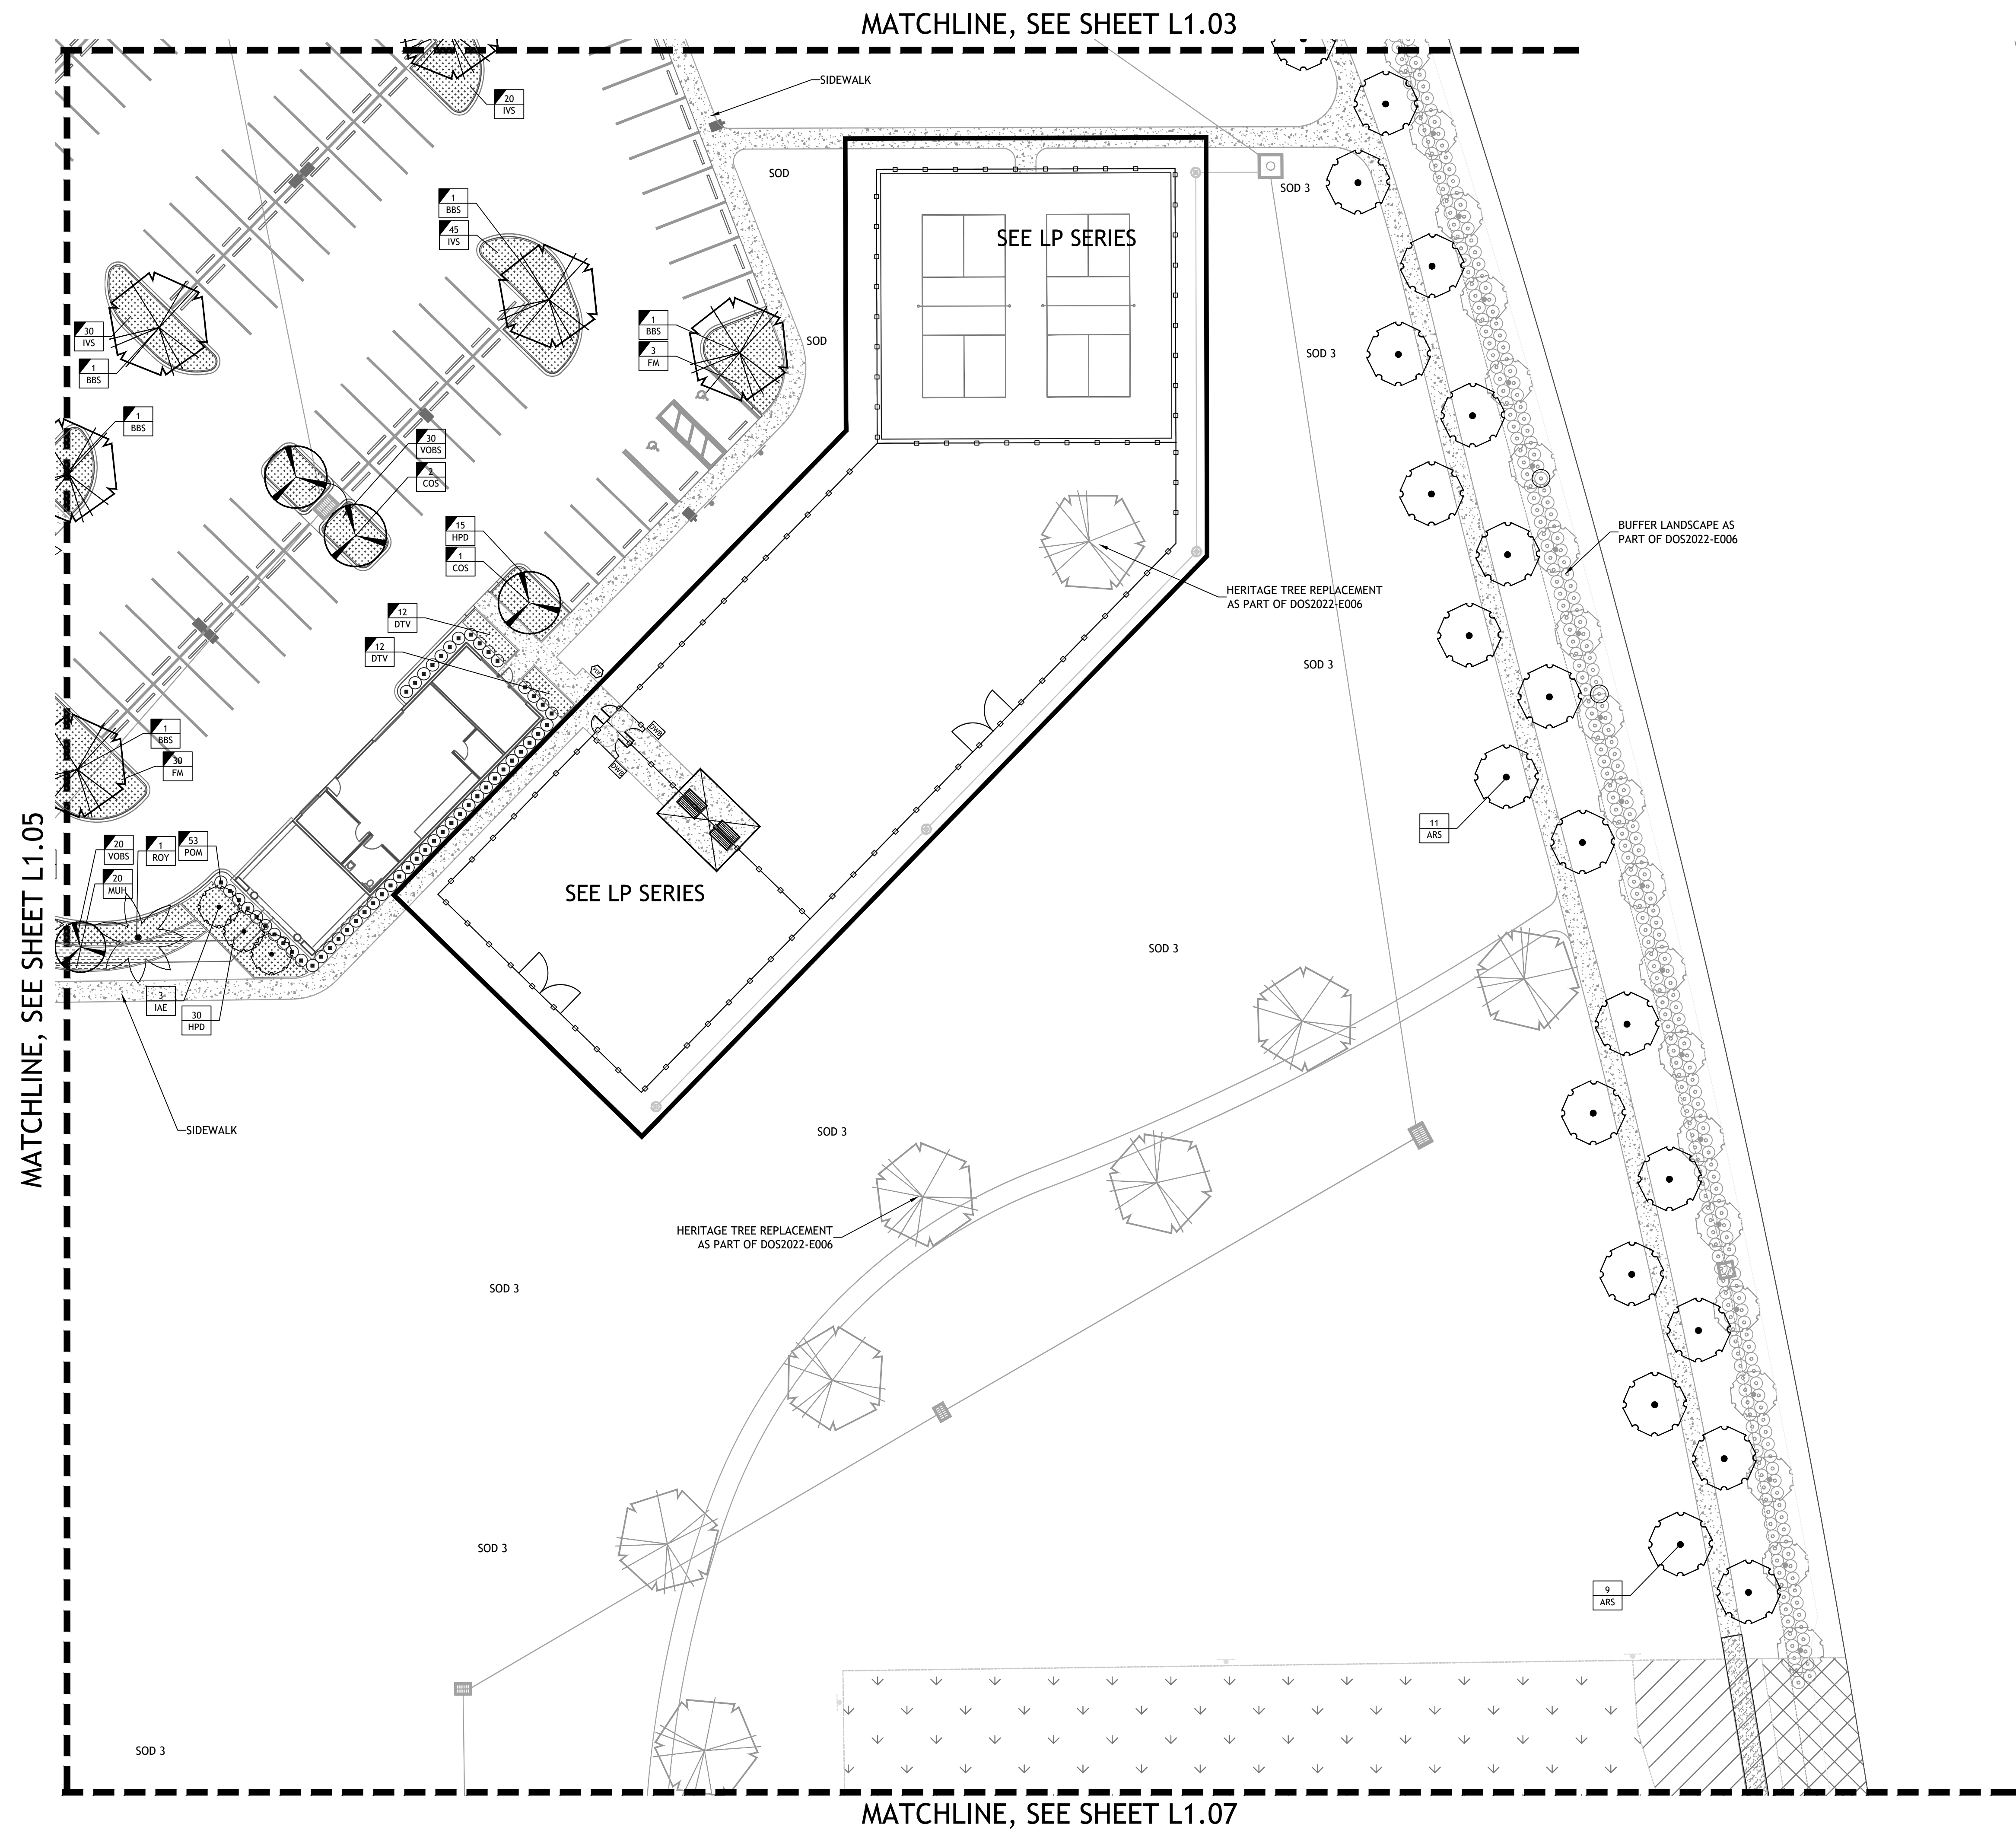 MATCHLINE, SEE SHEET L1.03
SIDEWALK
20
IVS
SOD
SOD 3
1
BBS
45
IVS
SEE LP SERIES
30
IVS
1
BBS
1
BBS
3
FM
SOD
SOD 3
1
BBS
30
VOBS
2
COS
15
HPD
1
COS
BUFFER LANDSCAPE AS
PART OF DOS2022-E006
HERITAGE TREE REPLACEMENT
AS PART OF DOS2022-E006
12
DTV
12
DTV
SOD 3
DWB
DWB
1
BBS
30
FM
11
ARS
20
VOBS
1
ROY
53
POM
20
MUH
SEE LP SERIES
SOD 3
3
IAE
30
HPD
MATCHLINE, SEE SHEET L1.05
SIDEWALK
SOD 3
HERITAGE TREE REPLACEMENT
AS PART OF DOS2022-E006
SOD 3
SOD 3
9
ARS
SOD 3
MATCHLINE, SEE SHEET L1.07